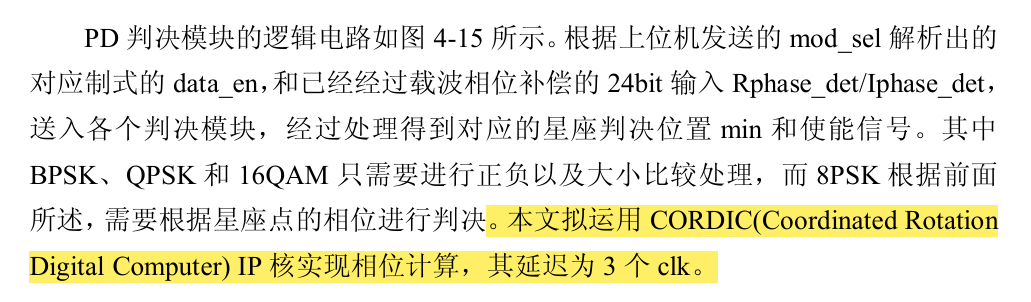 PD 判决模块的逻辑电路如图 4-15 所示。根据上位机发送的 mod_sel 解析出的
对应制式的 data_en，和已经经过载波相位补偿的 24bit 输入 Rphase_det/Iphase_det，
送入各个判决模块，经过处理得到对应的星座判决位置 min 和使能信号。其中
BPSK、QPSK 和 16QAM 只需要进行正负以及大小比较处理，而 8PSK 根据前面
所述，需要根据星座点的相位进行判决。本文拟运用 CORDIC(Coordinated Rotation
Digital Computer) IP 核实现相位计算，其延迟为 3 个 clk。